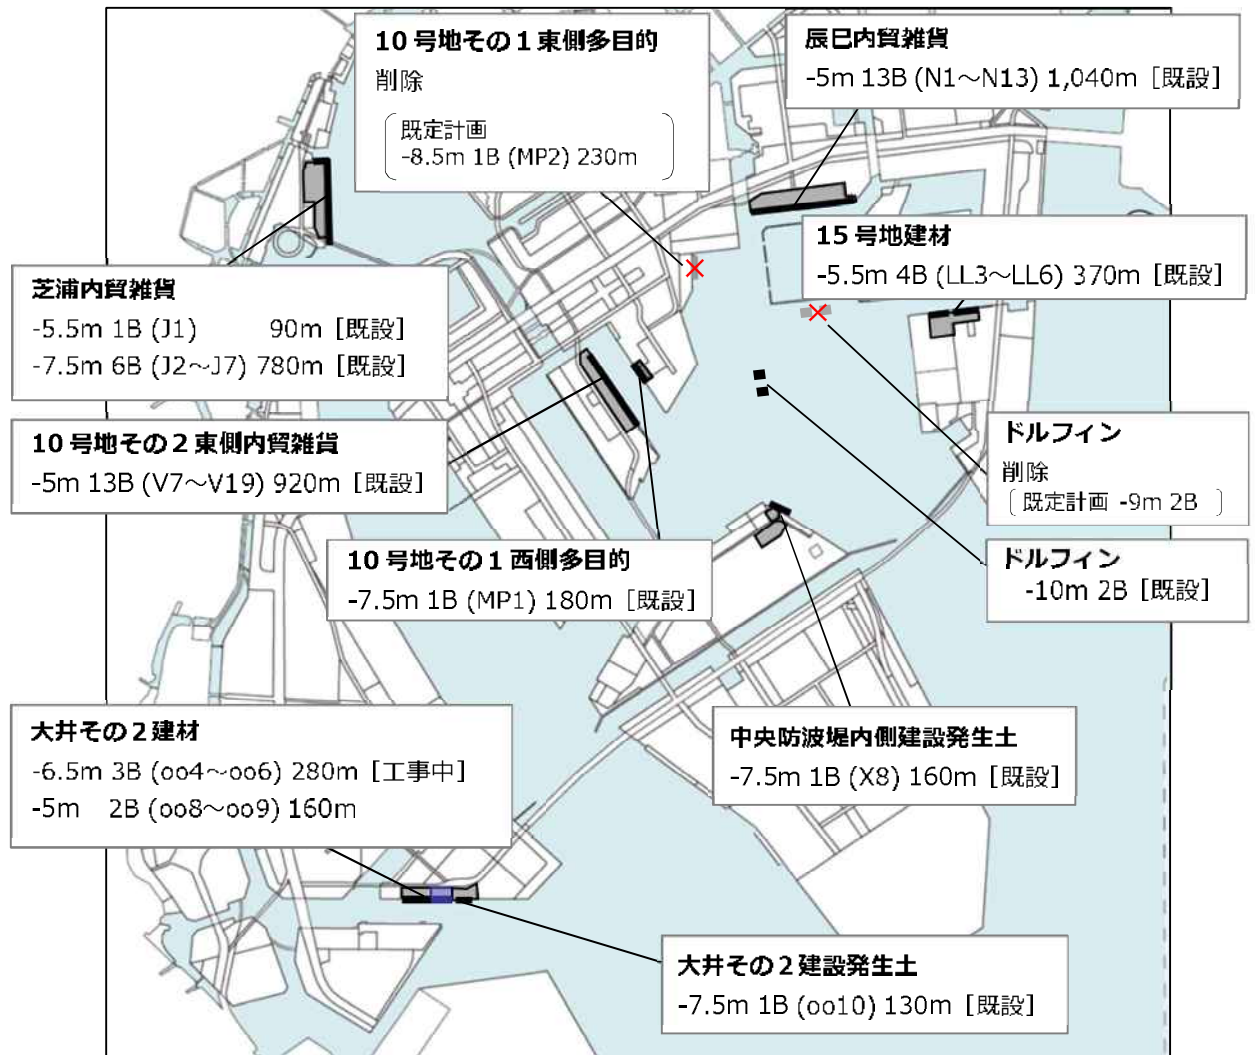 10号地その1東側多目的
削除
既定計画
-8.5m 1B (MP2) 230m
辰巳内貿雑貨
-5m 13B (N1～N13) 1,040m [既設]
15号地建材
-5.5m 4B (LL3～LL6) 370m [既設]
芝浦内貿雑貨
-5.5m 1B (J1) 90m [既設]
-7.5m 6B (J2～J7) 780m [既設]
10号地その2東側内貿雑貨
-5m 13B (V7～V19) 920m [既設]
ドルフィン
削除
〔既定計画 -9m 2B 〕
10号地その1西側多目的
-7.5m 1B (MP1) 180m [既設]
ドルフィン
-10m 2B [既設]
大井その2建材
-6.5m 3B (oo4～oo6) 280m [工事中]
-5m 2B (oo8～oo9) 160m
中央防波堤内側建設発生土
-7.5m 1B (X8) 160m [既設]
大井その2建設発生土
-7.5m 1B (oo10) 130m [既設]